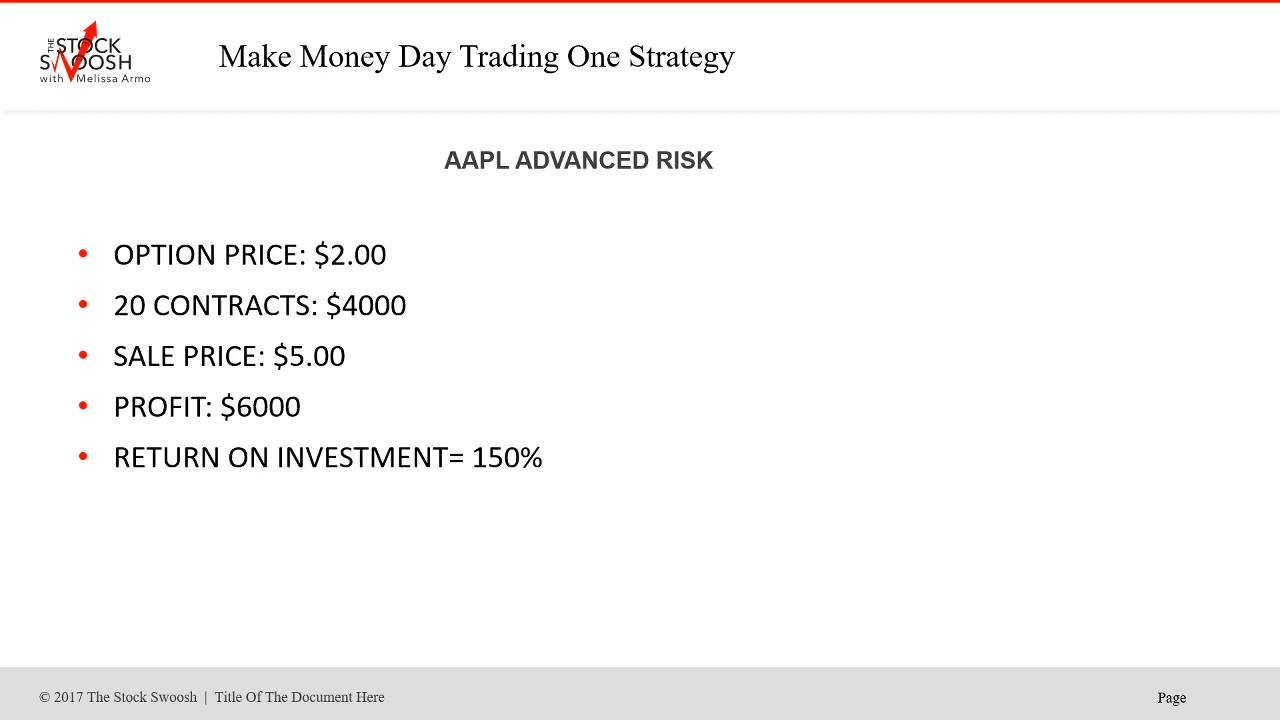 THE
STOCK
SWOOSH
with Melissa Armo
Make Money Day Trading One Strategy
AAPL ADVANCED RISK
• OPTION PRICE: $2.00
• 20 CONTRACTS: $4000
• SALE PRICE: $5.00
• PROFIT: $6000
• RETURN ON INVESTMENT= 150%
© 2017 The Stock Swoosh | Title Of The Document Here
Page